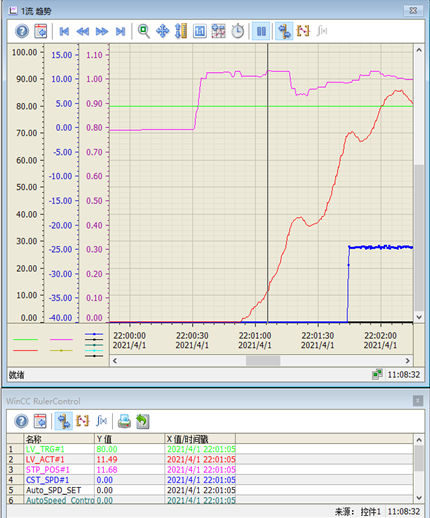 1流 趋势
100.00 15.00 1.10
90.00 10.00 1.00
80.00 5.00 0.90
70.00 0.00 0.80
60.00 -5.00 0.70
50.00 -10.00 0.60
40.00 -15.00 0.50
30.00 -20.00 0.40
20.00 -25.00 0.30
10.00 -30.00 0.20
0.00 -35.00 0.10
-40.00 0.00
22:00:00 22:00:30 22:01:00 22:01:30 22:02:00
2021/4/1 2021/4/1 2021/4/1 2021/4/1 2021/4/1
就绪 11:08:32
WinCC RulerControl
名称 Y 值 X 值/时间戳
1 LV_TRG#1 80.00 2021/4/1 22:01:05
2 LV_ACT#1 11.49 2021/4/1 22:01:05
3 STP_POS#1 11.68 2021/4/1 22:01:05
4 CST_SPD#1 0.00 2021/4/1 22:01:05
5 Auto_SPD_SET 0.00 2021/4/1 22:01:05
6 AutoSpeed_Contro 0.00 2021/4/1 22:01:05
来源: 控件1 11:08:32